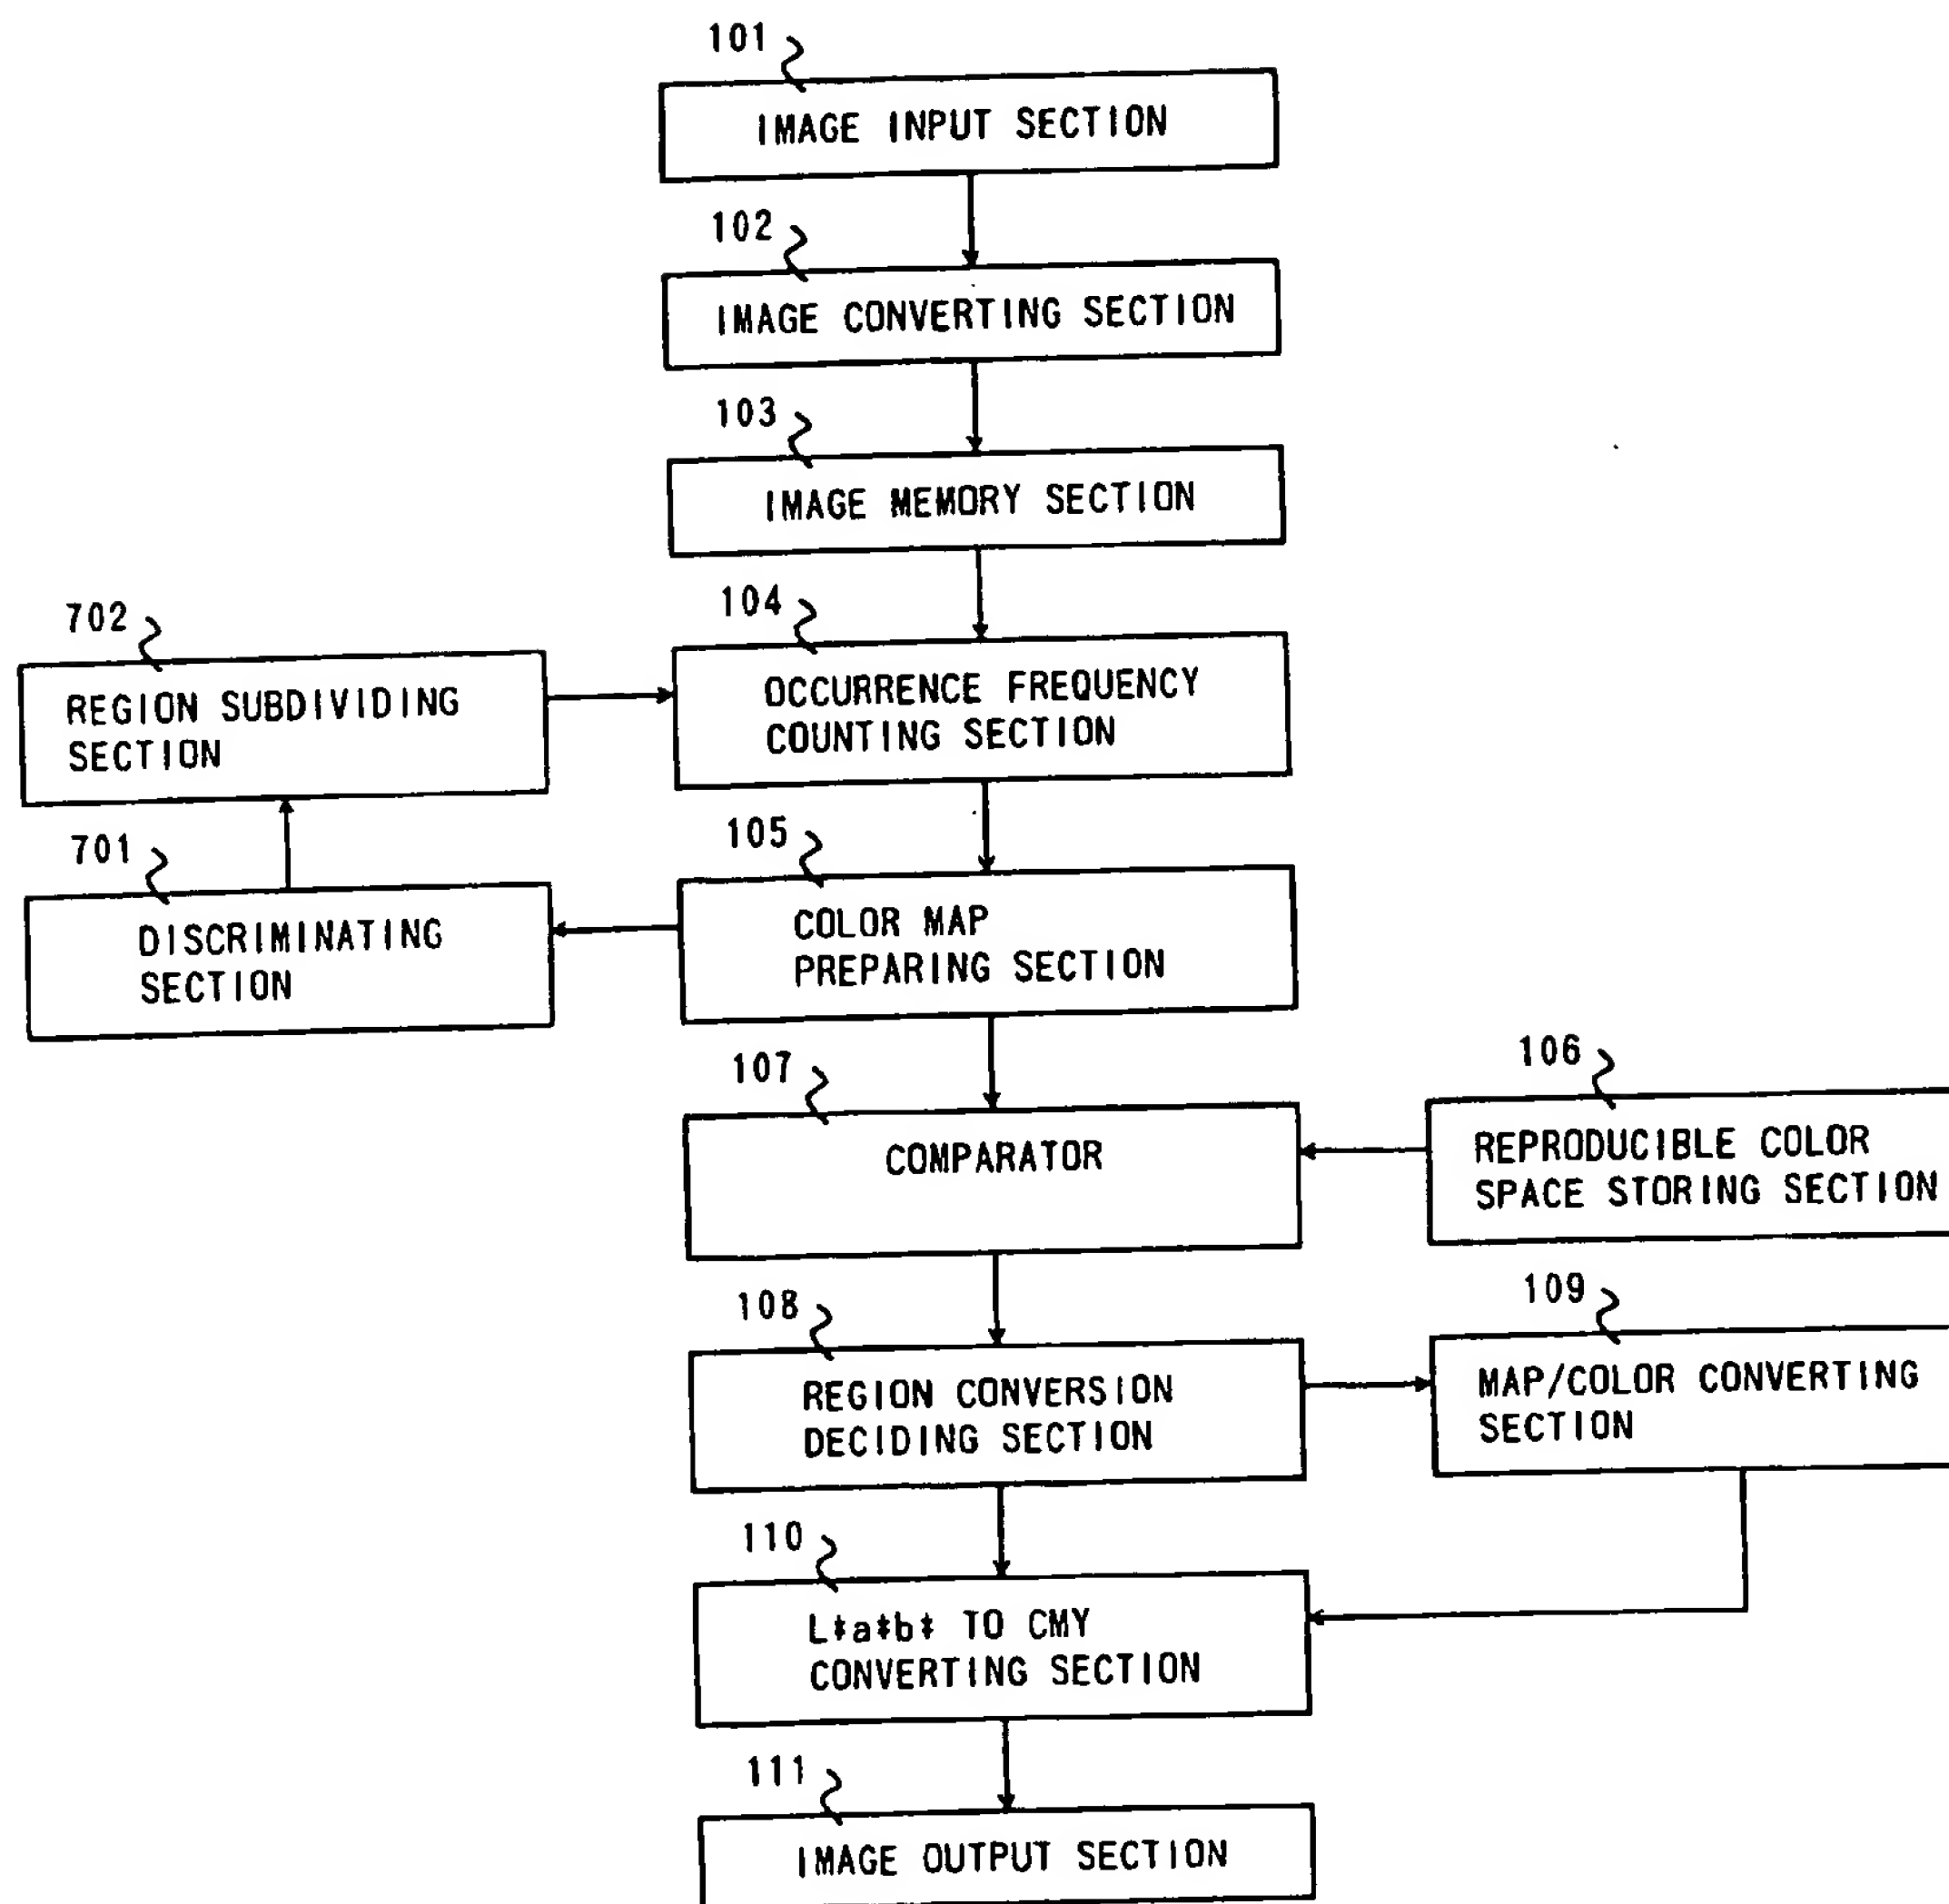 101
IMAGE INPUT SECTION
102
IMAGE CONVERTING SECTION
103
IMAGE MEMORY SECTION
702
REGION SUBDIVIDING
SECTION
104
OCCURRENCE FREQUENCY
COUNTING SECTION
701
DISCRIMINATING
SECTION
105
COLOR MAP
PREPARING SECTION
107
COMPARATOR
106
REPRODUCIBLE COLOR
SPACE STORING SECTION
108
REGION CONVERSION
DECIDING SECTION
109
MAP/COLOR CONVERTING
SECTION
110
L*a*b* TO CMY
CONVERTING SECTION
111
IMAGE OUTPUT SECTION